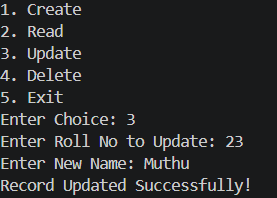 1. Create
2. Read
3. Update
4. Delete
5. Exit
Enter Choice: 3
Enter Roll No to Update: 23
Enter New Name: Muthu
Record Updated Successfully!